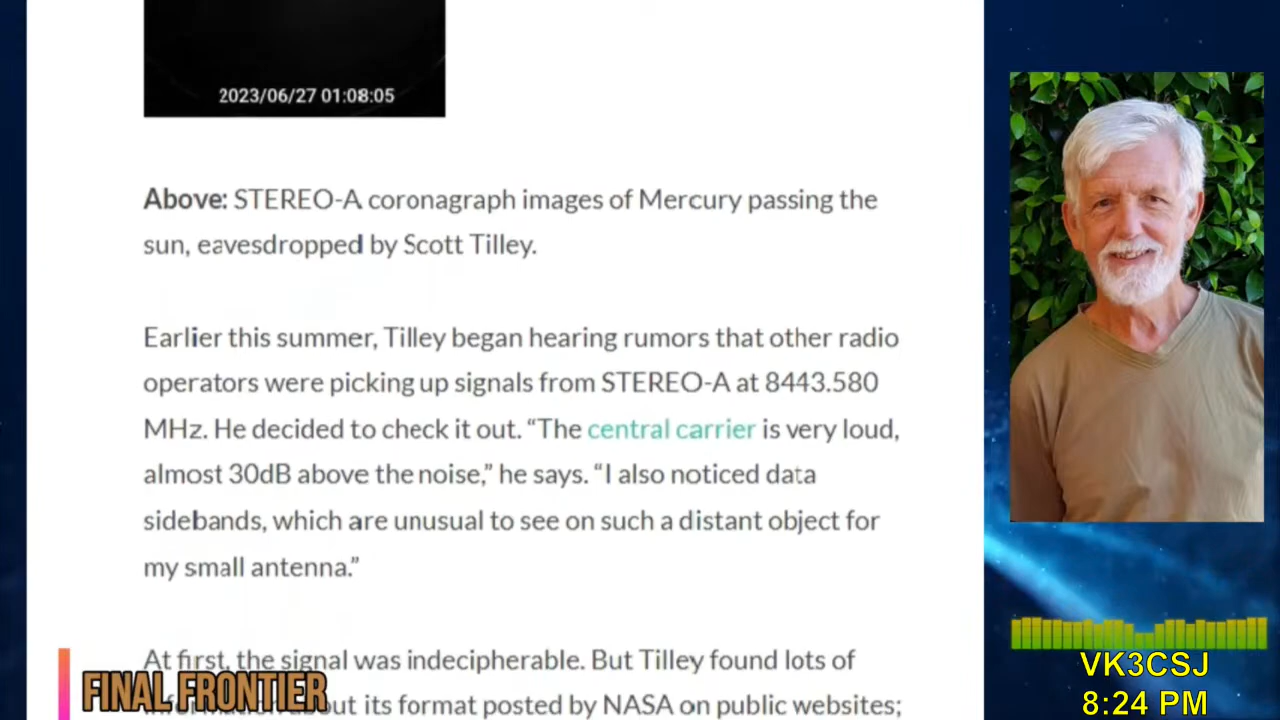 2023/06/27 01:08:05
Above: STEREO-A coronagraph images of Mercury passing the
sun, eavesdropped by Scott Tilley.
Earlier this summer, Tilley began hearing rumors that other radio
operators were picking up signals from STEREO-A at 8443.580
MHz. He decided to check it out. “The central carrier is very loud,
almost 30dB above the noise,” he says. “I also noticed data
sidebands, which are unusual to see on such a distant object for
my small antenna.”
At first, the signal was indecipherable. But Tilley found lots of
information about its format posted by NASA on public websites;
FINAL FRONTIER
VK3CSJ
8:24 PM